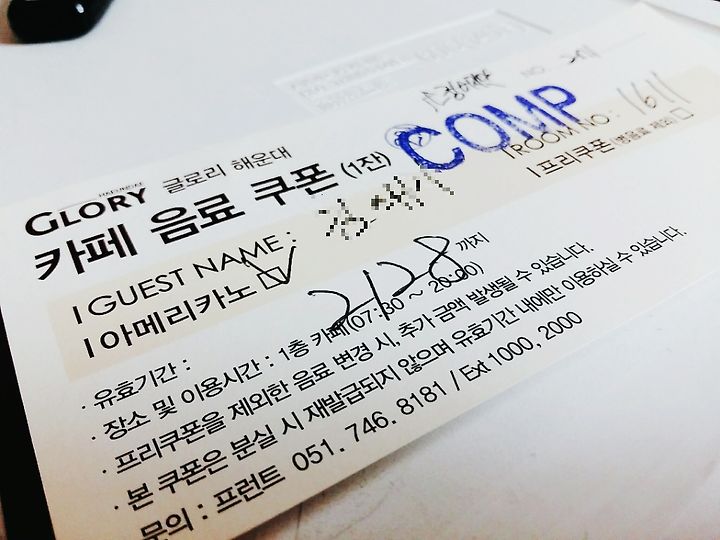 NO.
COMP
HAEUNDAE
GLORY 글로리 해운대
카페 음료 쿠폰 (1잔)
I GUEST NAME :
I ROOM NO : 1611
I 아메리카노 ☑
I 프리쿠폰 (병음료 제외) □
· 유효기간 : 2/28 까지
· 장소 및 이용시간 : 1층 카페(07:30 ~ 20:00)
· 프리쿠폰을 제외한 음료 변경 시, 추가 금액 발생될 수 있습니다.
· 본 쿠폰은 분실 시 재발급되지 않으며 유효기간 내에만 이용하실 수 있습니다.
문의 : 프런트 051. 746. 8181 / Ext 1000, 2000